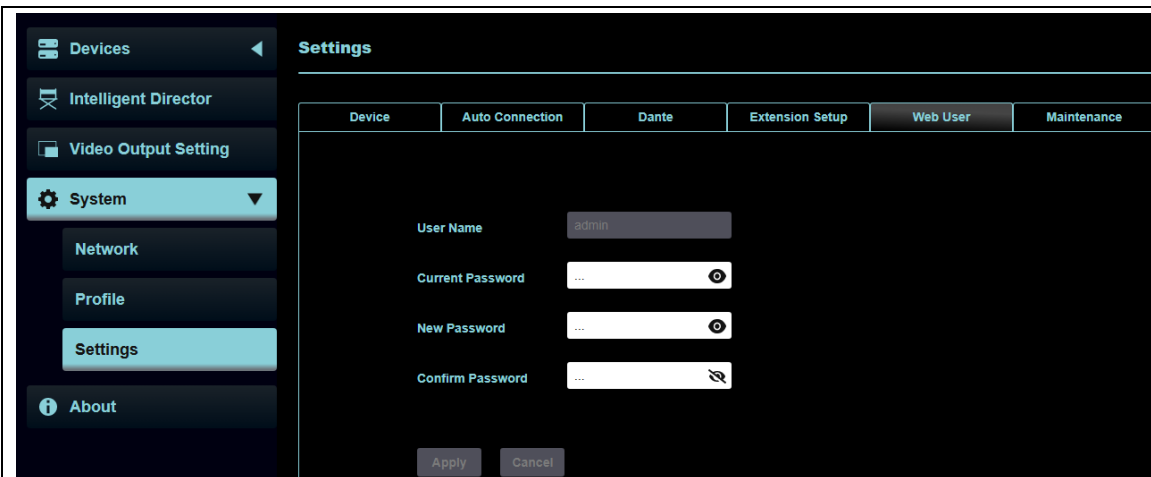 Devices
Intelligent Director
Video Output Setting
System
Network
Profile
Settings
About
Settings
Device Auto Connection Dante Extension Setup Web User Maintenance
User Name admin
Current Password ...
New Password ...
Confirm Password ...
Apply Cancel